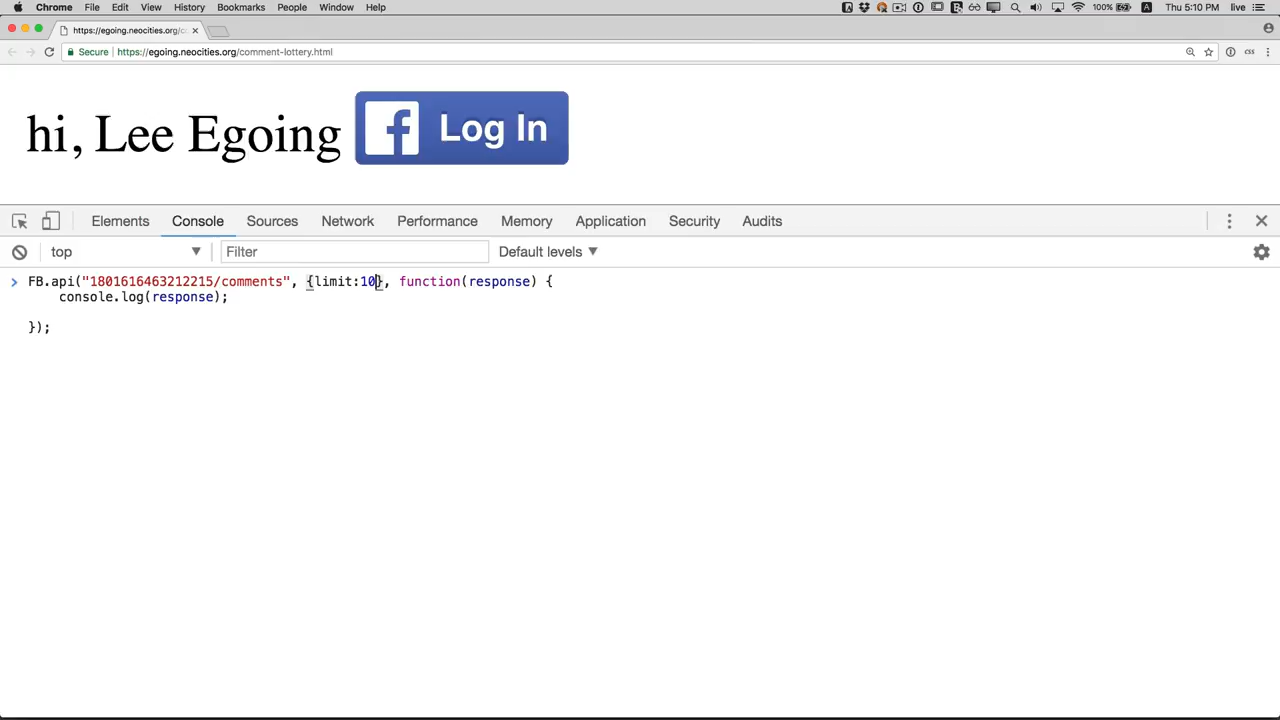 Chrome File Edit View History Bookmarks People Window Help 100% Thu 5:10 PM live
https://egoing.neocities.org/c
Secure https://egoing.neocities.org/comment-lottery.html css
hi, Lee Egoing Log In
Elements Console Sources Network Performance Memory Application Security Audits
top Filter Default levels
FB.api("1801616463212215/comments", {limit:10}, function(response) {
console.log(response);
});